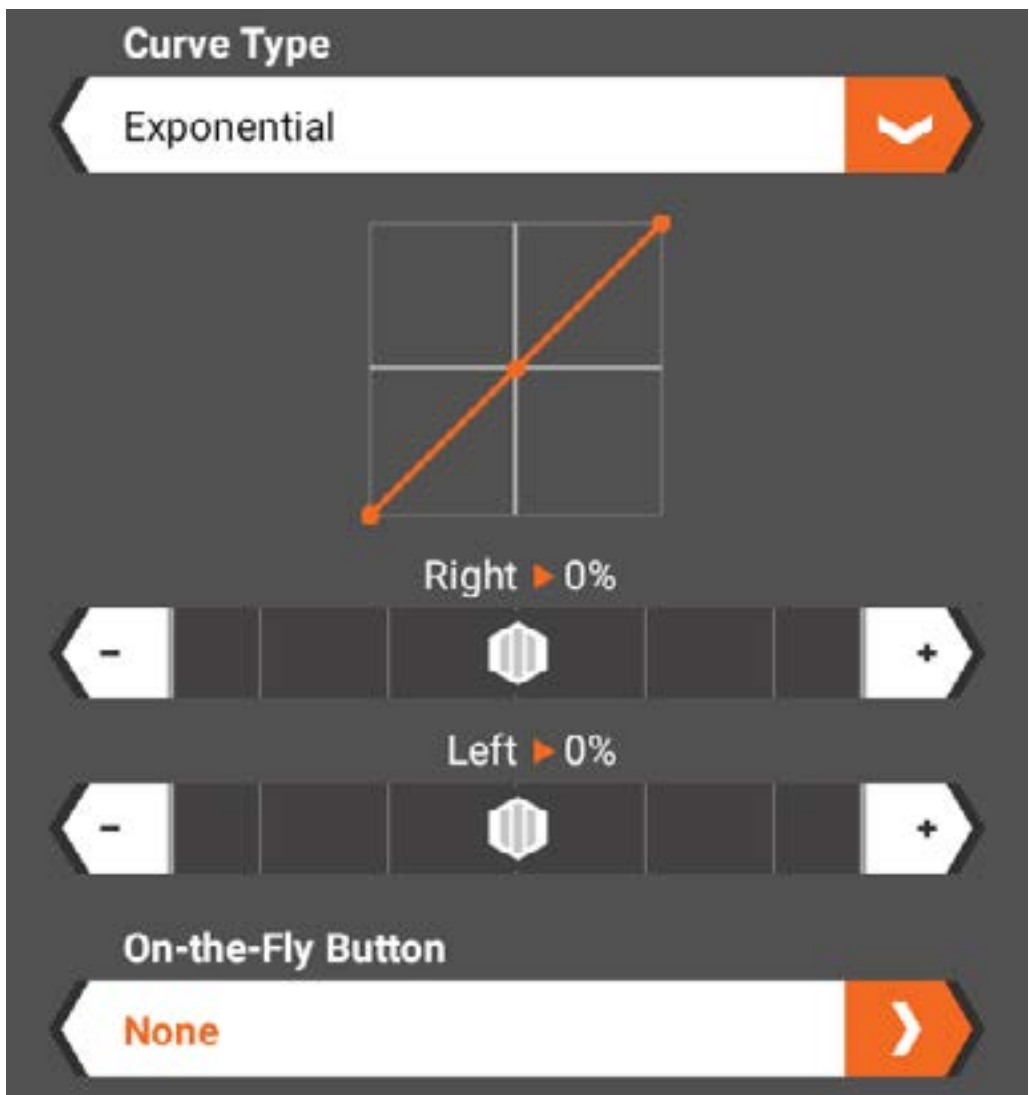 Curve Type
Exponential
Right ▶ 0%
-
+
Left ▶ 0%
-
+
On-the-Fly Button
None